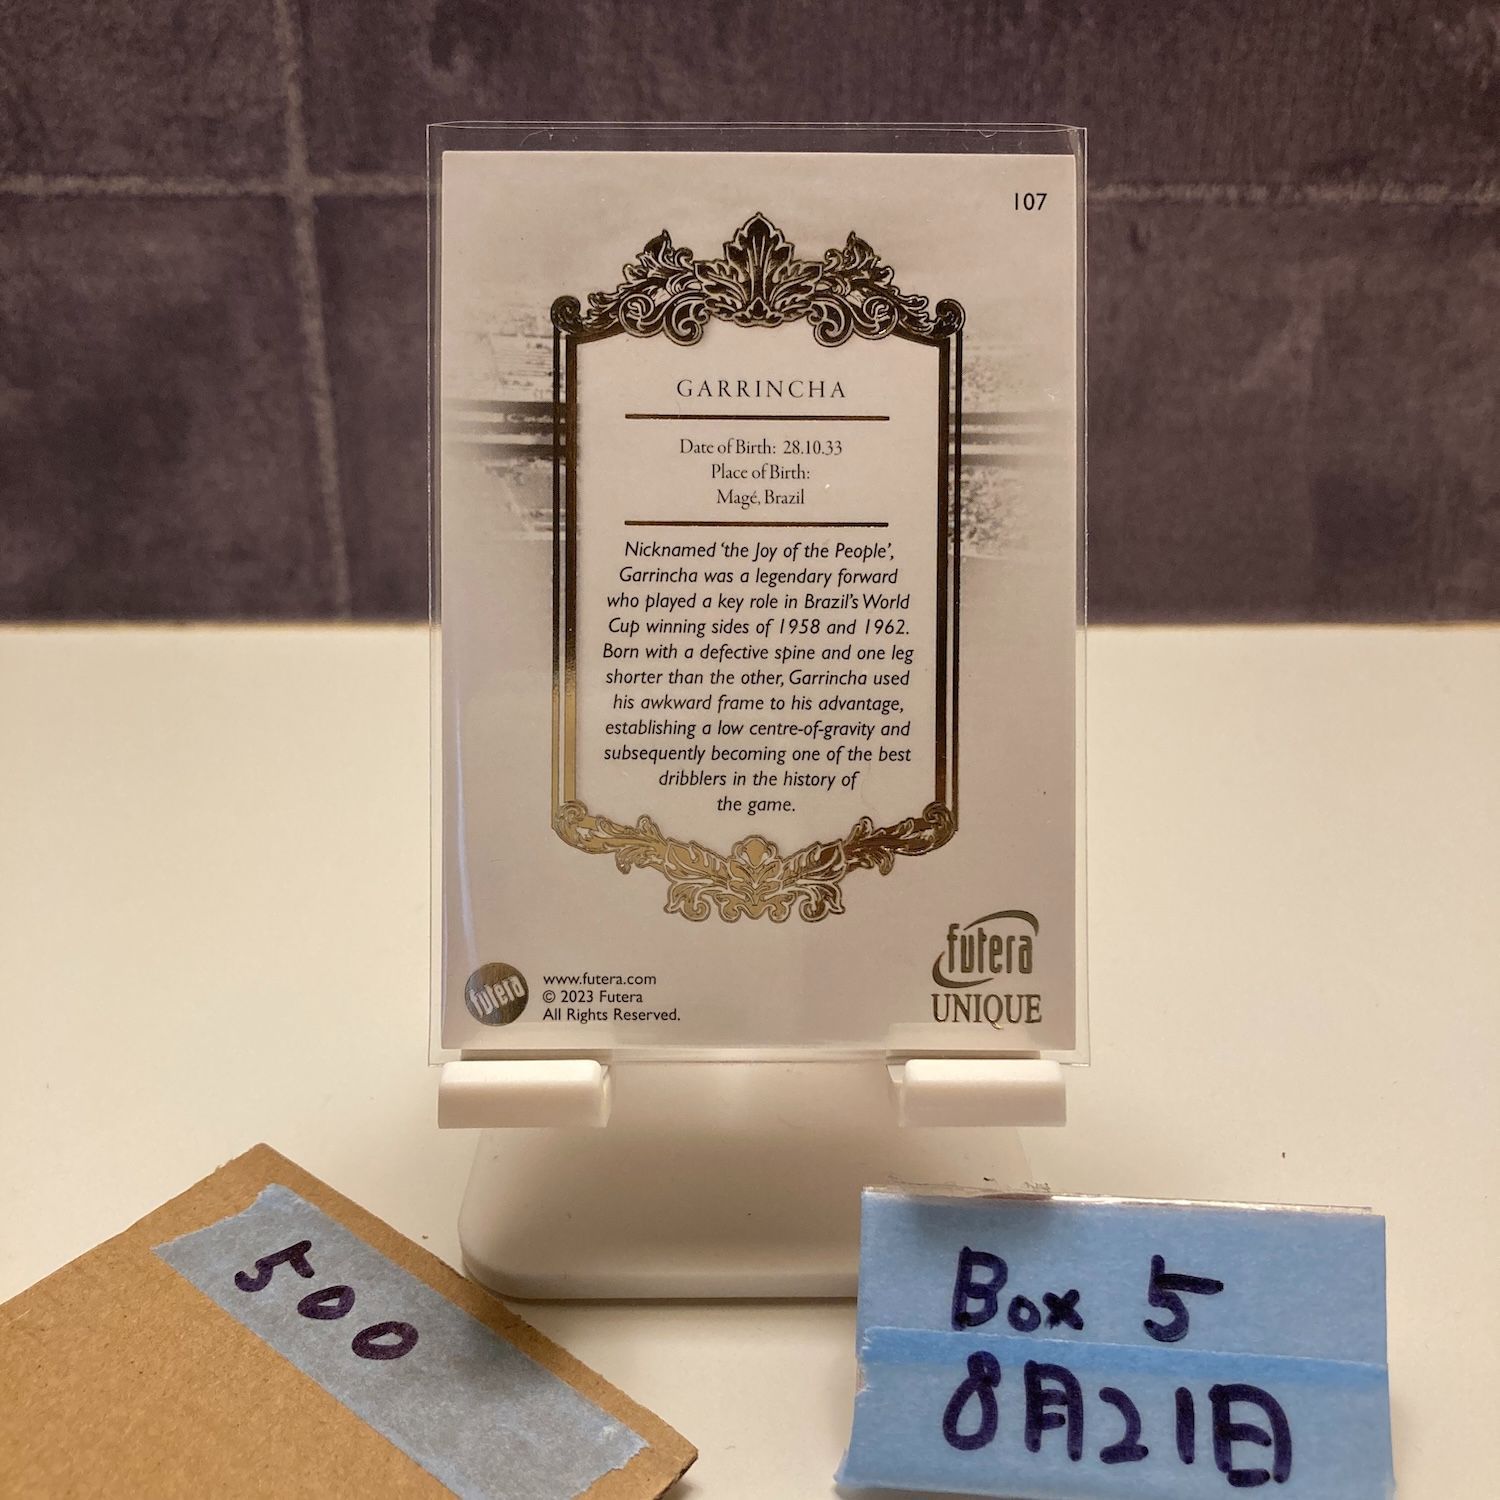 107
GARRINCHA
Date of Birth: 28.10.33
Place of Birth:
Magé, Brazil
Nicknamed ‘the Joy of the People’,
Garrincha was a legendary forward
who played a key role in Brazil’s World
Cup winning sides of 1958 and 1962.
Born with a defective spine and one leg
shorter than the other, Garrincha used
his awkward frame to his advantage,
establishing a low centre-of-gravity and
subsequently becoming one of the best
dribblers in the history of
the game.
futera
www.futera.com
© 2023 Futera
All Rights Reserved.
futera
UNIQUE
500
Box 5
8月21日